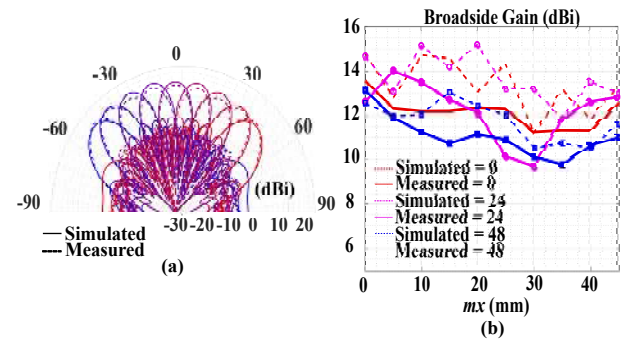 0
-30
30
-60
60
-90
90
(dBi)
-30 -20 -10 0 10 20 30
Simulated
Measured
(a)
Broadside Gain (dBi)
16
14
12
10
8
6
Simulated = 0
Measured = 0
Simulated = 24
Measured = 24
Simulated = 48
Measured = 48
0 10 20 30 40
mx (mm)
(b)